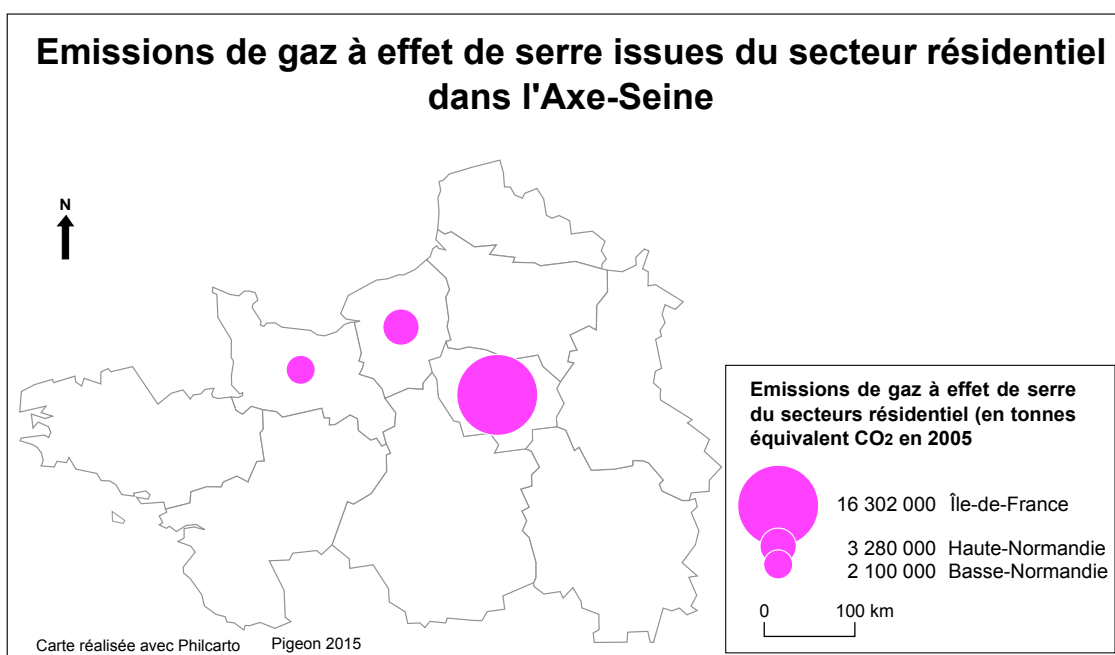 Emissions de gaz à effet de serre issues du secteur résidentiel
dans l'Axe-Seine
N
Emissions de gaz à effet de serre
du secteurs résidentiel (en tonnes
équivalent CO2 en 2005
16 302 000 Île-de-France
3 280 000 Haute-Normandie
2 100 000 Basse-Normandie
0 100 km
Carte réalisée avec Philcarto Pigeon 2015